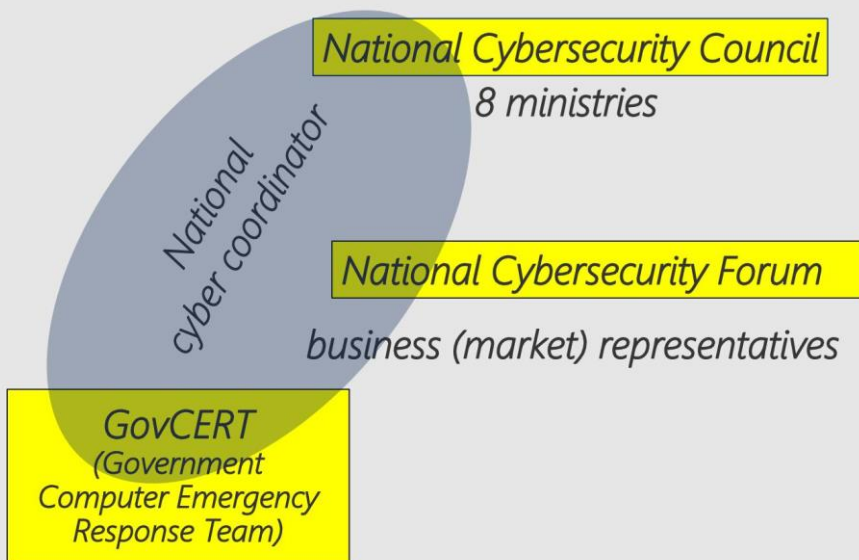 National Cybersecurity Council
8 ministries
National
cyber coordinator
National Cybersecurity Forum
business (market) representatives
GovCERT
(Government
Computer Emergency
Response Team)